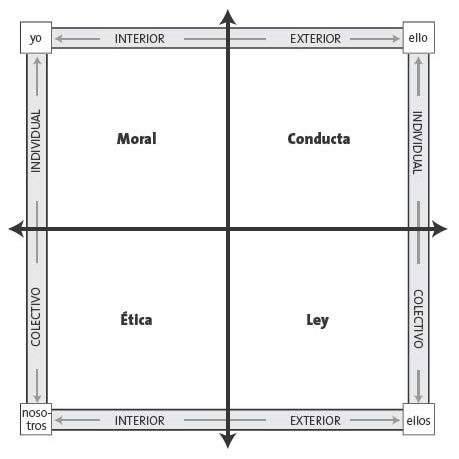 yo
INTERIOR
EXTERIOR
ello
INDIVIDUAL
INDIVIDUAL
Moral
Conducta
COLECTIVO
COLECTIVO
Ética
Ley
noso-
tros
INTERIOR
EXTERIOR
ellos